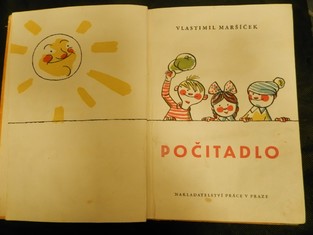 VLASTIMIL MARŠÍČEK
POČITADLO
NAKLADATELSTVÍ PRÁCE V PRAZE